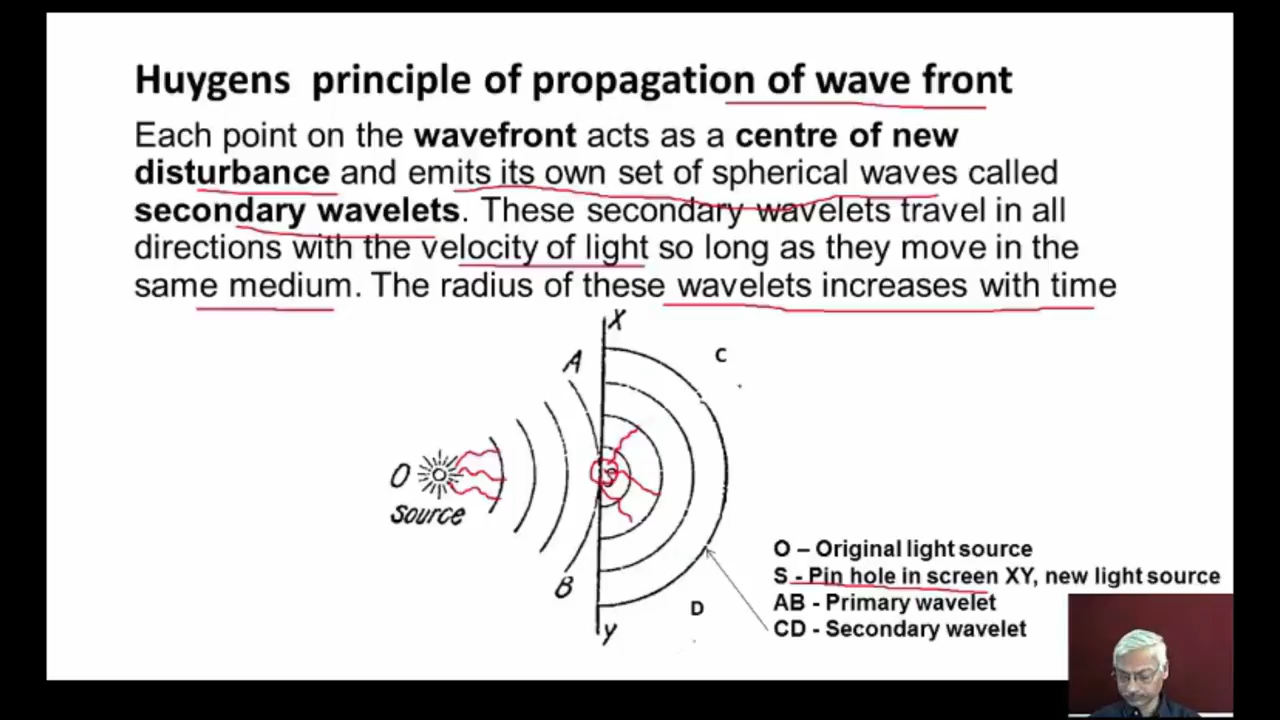 Huygens principle of propagation of wave front
Each point on the wavefront acts as a centre of new
disturbance and emits its own set of spherical waves called
secondary wavelets. These secondary wavelets travel in all
directions with the velocity of light so long as they move in the
same medium. The radius of these wavelets increases with time
X
C
A
O
source
B
D
Y
O – Original light source
S - Pin hole in screen XY, new light source
AB - Primary wavelet
CD - Secondary wavelet